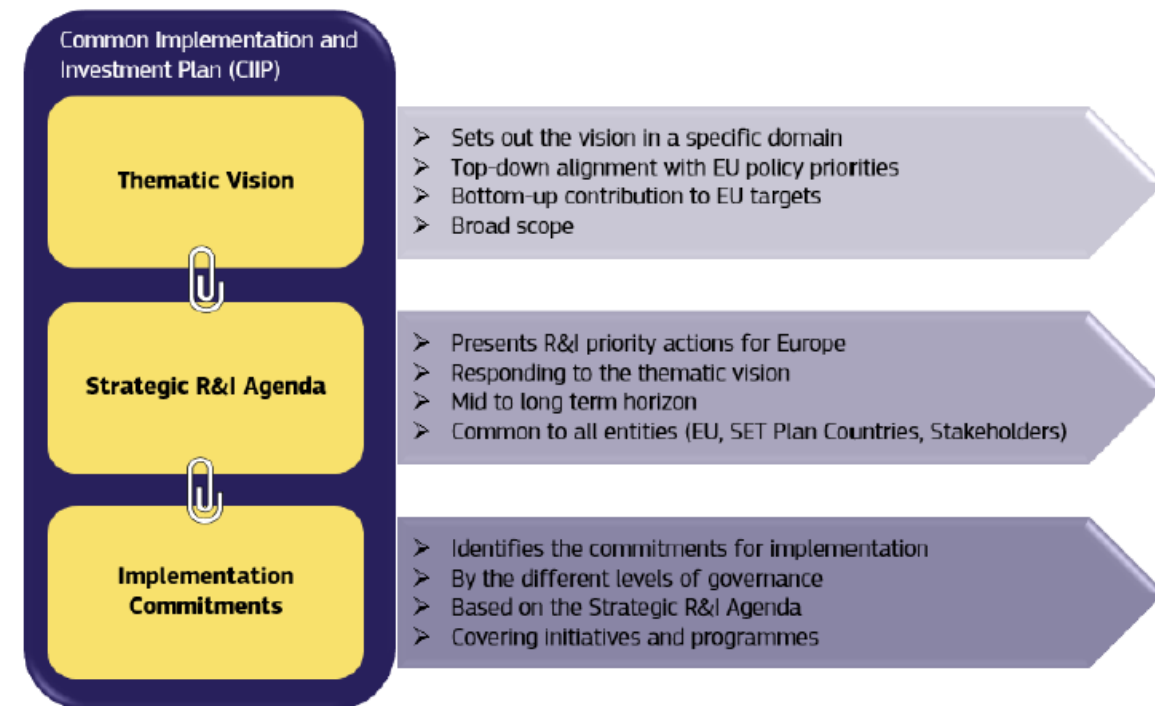 Common Implementation and
Investment Plan (CIIP)
Thematic Vision
➢ Sets out the vision in a specific domain
➢ Top-down alignment with EU policy priorities
➢ Bottom-up contribution to EU targets
➢ Broad scope
Strategic R&I Agenda
➢ Presents R&I priority actions for Europe
➢ Responding to the thematic vision
➢ Mid to long term horizon
➢ Common to all entities (EU, SET Plan Countries, Stakeholders)
Implementation
Commitments
➢ Identifies the commitments for implementation
➢ By the different levels of governance
➢ Based on the Strategic R&I Agenda
➢ Covering initiatives and programmes